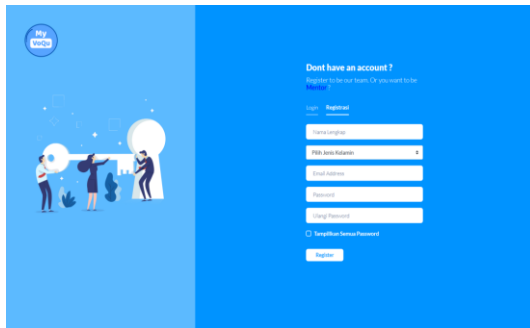 My
VeQu
Dont have an account ?
Register to be our team. Or you want to be
Mentor ?
Login Registrasi
Nama Lengkap
Pilih Jenis Kelamin
Email Address
Password
Ulangi Password
Tampilkan Semua Password
Register